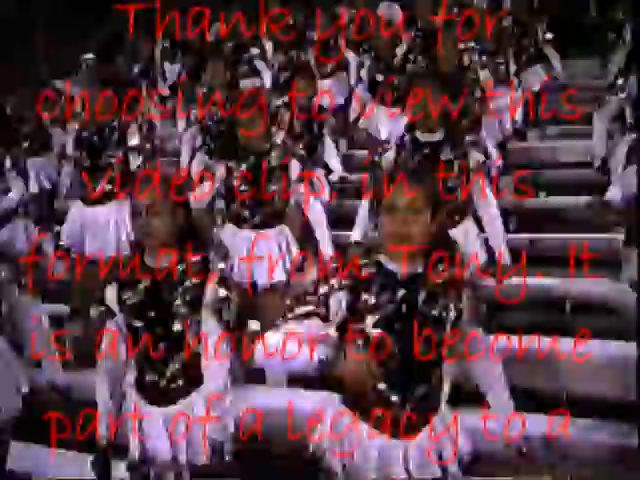 Thank you for
choosing to view this
video clip, in this
format, from Tony. It
is an honor to become
part of a legacy to a